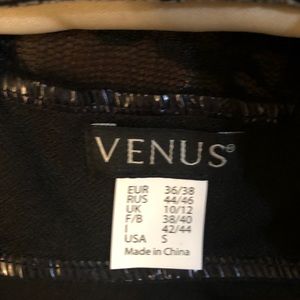 VENUS®
EUR 36/38
RUS 44/46
UK 10/12
F/B 38/40
I 42/44
USA S
Made in China